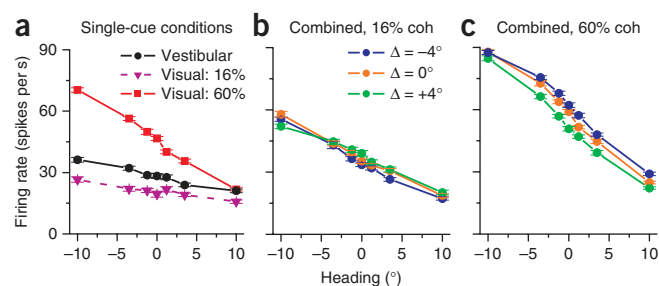 a Single-cue conditions
b Combined, 16% coh
c Combined, 60% coh
Firing rate (spikes per s)
90
60
30
0
Vestibular
Visual: 16%
Visual: 60%
Δ = −4°
Δ = 0°
Δ = +4°
−10 −5 0 5 10
−10 −5 0 5 10
−10 −5 0 5 10
Heading (°)